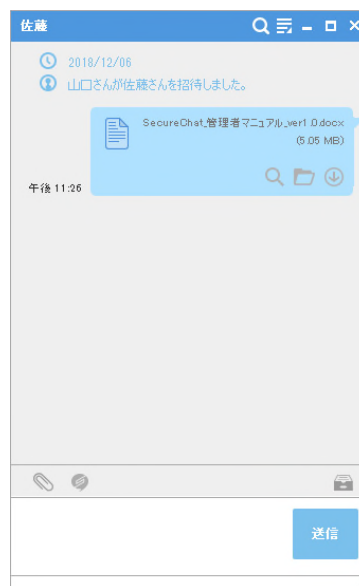 佐藤
2018/12/06
山口さんが佐藤さんを招待しました。
SecureChat_管理者マニュアル_ver1.0.docx
(5.05 MB)
午後 11:26
送信